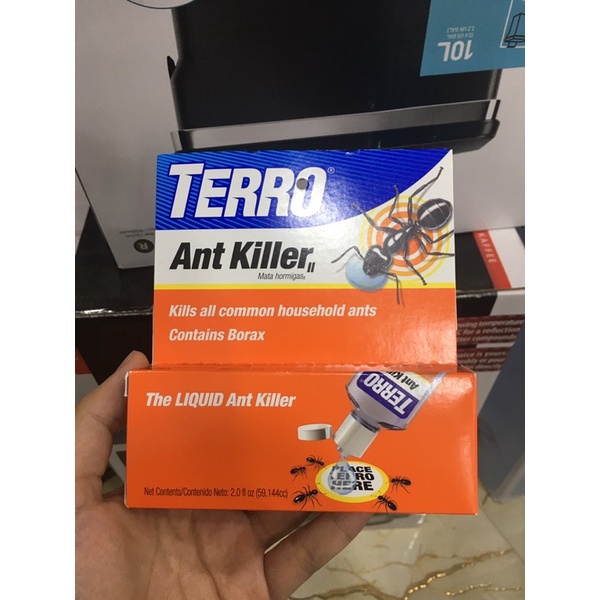 10L
TERRO®
Ant Killer II
Mata hormigas II
Kills all common household ants
Contains Borax
The LIQUID Ant Killer
TERRO
PLACE
TERRO
HERE
Net Contents/Contenido Neto: 2.0 fl oz (59.144cc)
KAFFEE
R